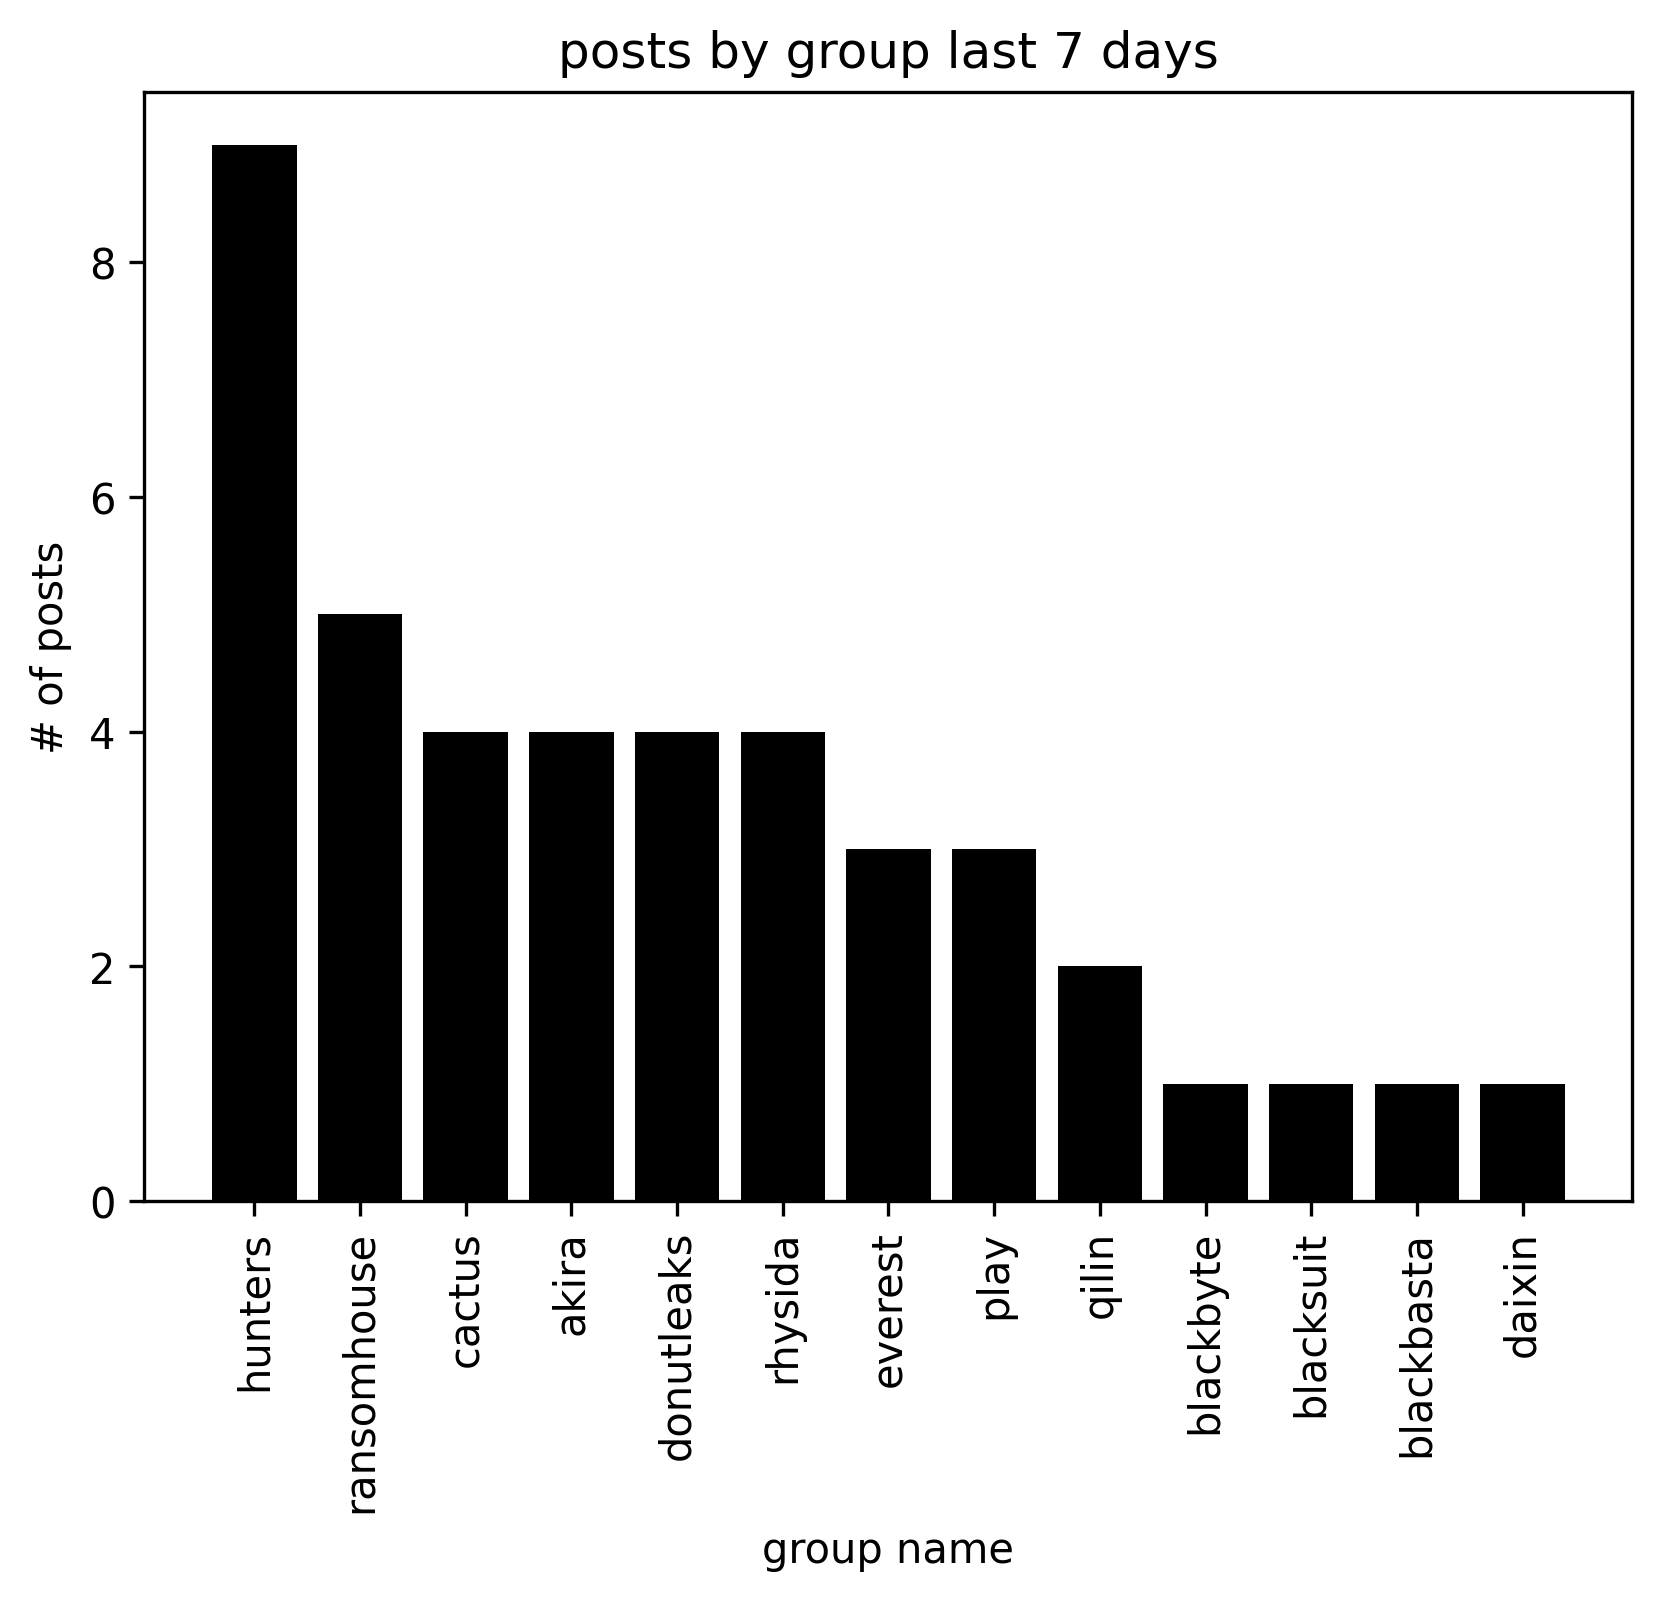 posts by group last 7 days
# of posts
8
6
4
2
0
hunters
ransomhouse
cactus
akira
donutleaks
rhysida
everest
play
qilin
blackbyte
blacksuit
blackbasta
daixin
group name